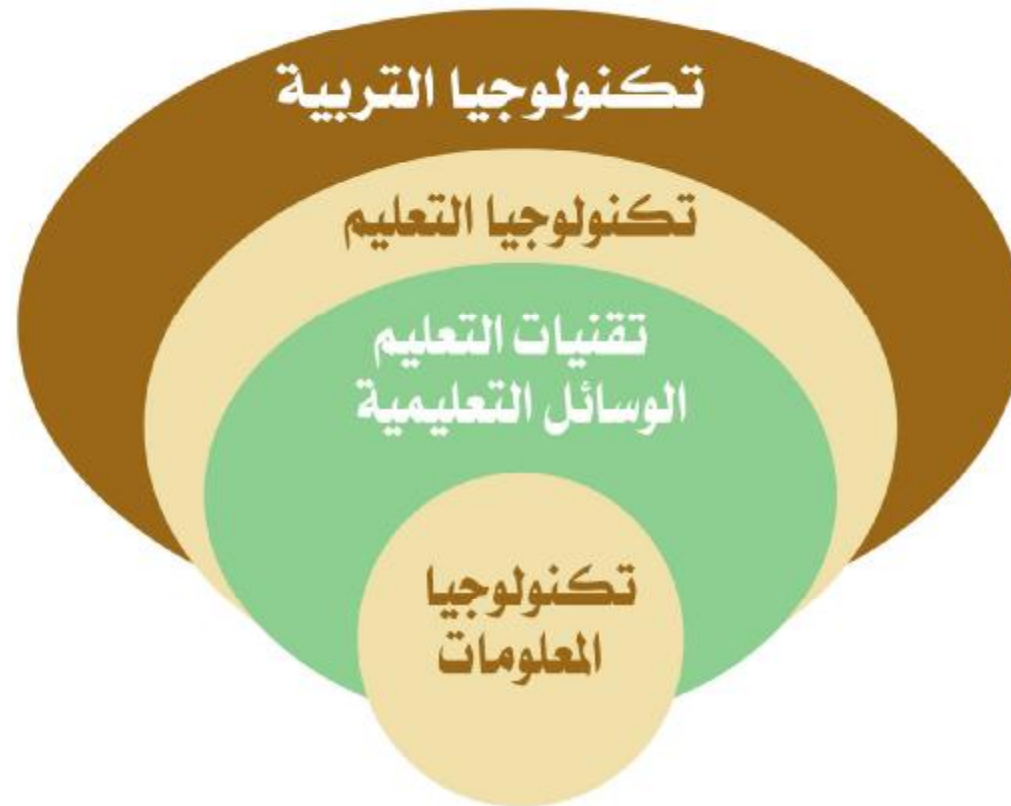 تكنولوجيا التربية
تكنولوجيا التعليم
تقنيات التعليم
الوسائل التعليمية
تكنولوجيا
المعلومات